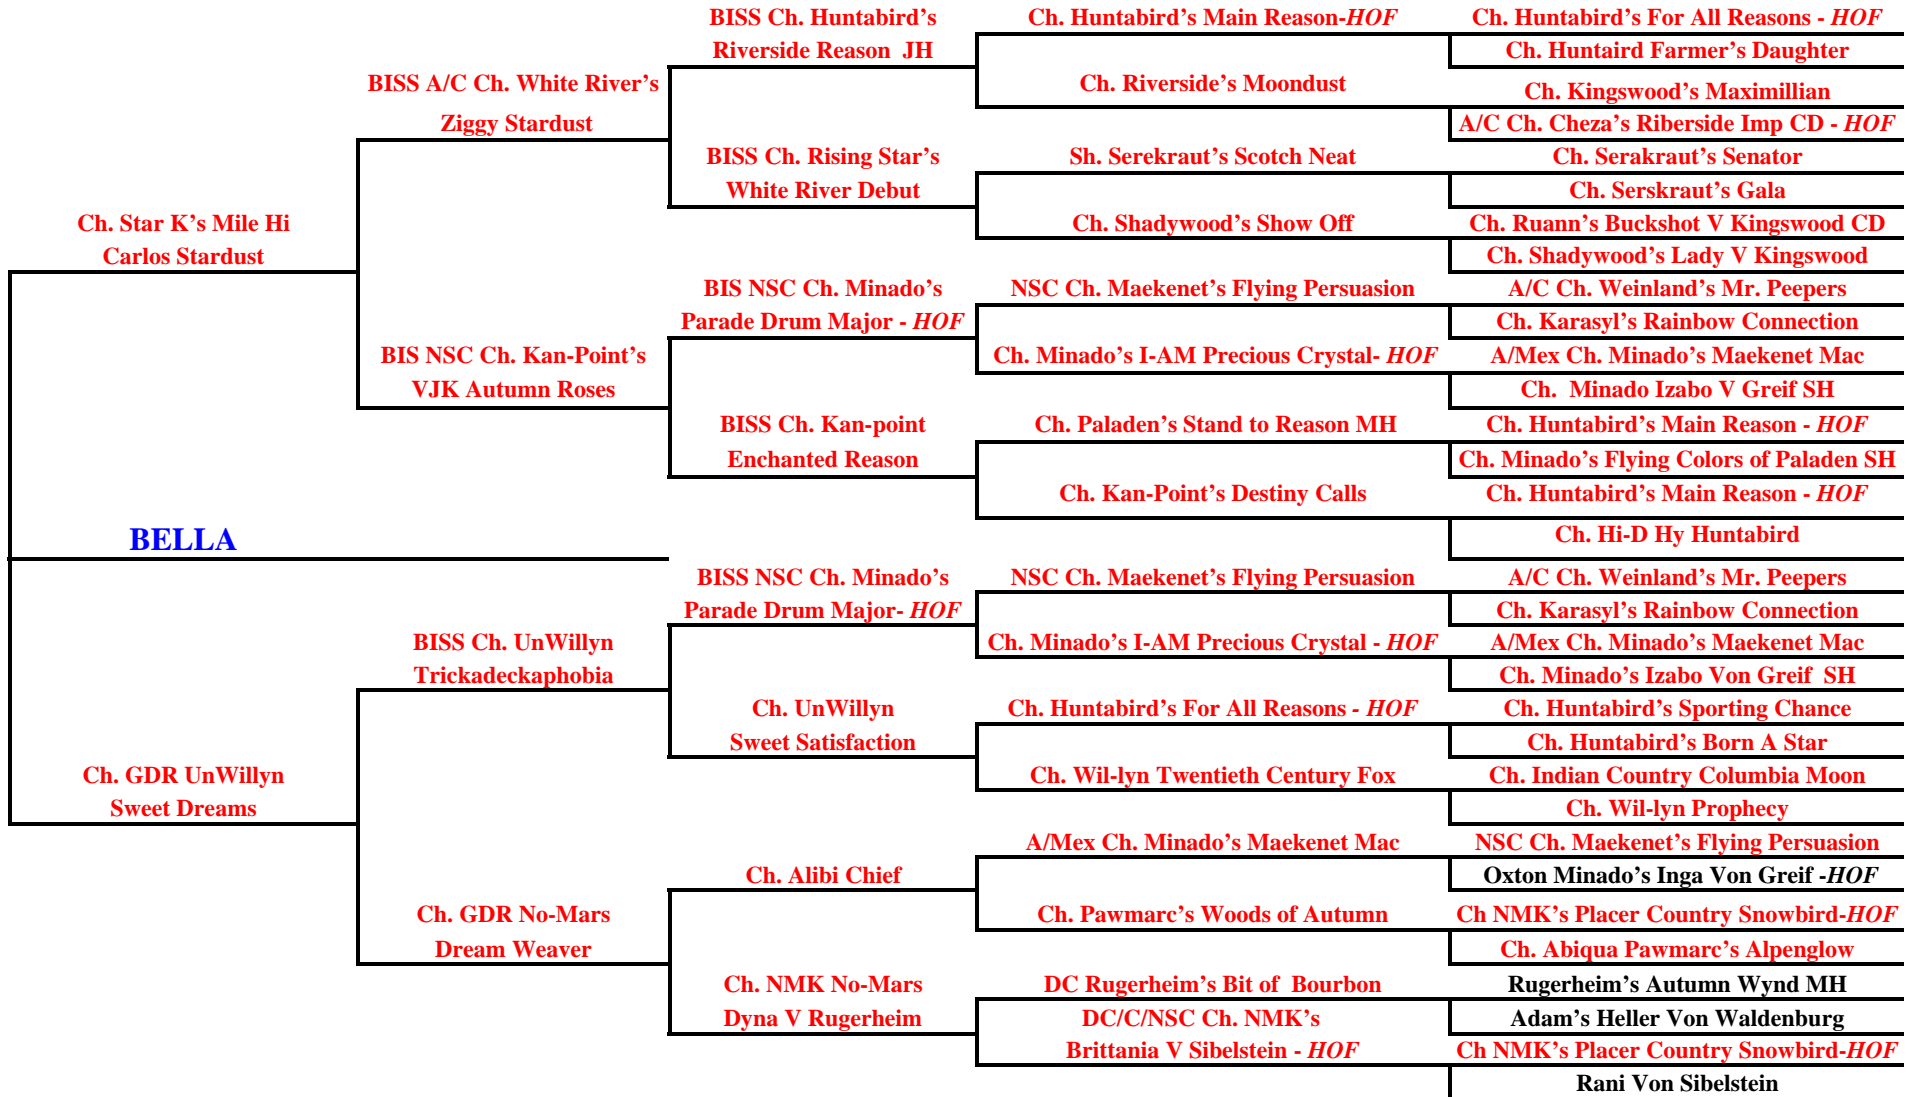 BISS Ch. Huntabird's
Riverside Reason JH
Ch. Huntabird's Main Reason-HOF
Ch. Huntabird's For All Reasons - HOF
Ch. Huntaird Farmer's Daughter
BISS A/C Ch. White River's
Ziggy Stardust
Ch. Riverside's Moondust
Ch. Kingswood's Maximillian
A/C Ch. Cheza's Riberside Imp CD - HOF
BISS Ch. Rising Star's
White River Debut
Sh. Serekraut's Scotch Neat
Ch. Serakraut's Senator
Ch. Serskraut's Gala
Ch. Star K's Mile Hi
Carlos Stardust
Ch. Shadywood's Show Off
Ch. Ruann's Buckshot V Kingswood CD
Ch. Shadywood's Lady V Kingswood
BIS NSC Ch. Minado's
Parade Drum Major - HOF
NSC Ch. Maekenet's Flying Persuasion
A/C Ch. Weinland's Mr. Peepers
Ch. Karasyl's Rainbow Connection
BIS NSC Ch. Kan-Point's
VJK Autumn Roses
Ch. Minado's I-AM Precious Crystal- HOF
A/Mex Ch. Minado's Maekenet Mac
Ch. Minado Izabo V Greif SH
BISS Ch. Kan-point
Enchanted Reason
Ch. Paladen's Stand to Reason MH
Ch. Huntabird's Main Reason - HOF
Ch. Minado's Flying Colors of Paladen SH
Ch. Kan-Point's Destiny Calls
Ch. Huntabird's Main Reason - HOF
Ch. Hi-D Hy Huntabird
BELLA
BISS NSC Ch. Minado's
Parade Drum Major- HOF
NSC Ch. Maekenet's Flying Persuasion
A/C Ch. Weinland's Mr. Peepers
Ch. Karasyl's Rainbow Connection
BISS Ch. UnWillyn
Trickadeckaphobia
Ch. Minado's I-AM Precious Crystal - HOF
A/Mex Ch. Minado's Maekenet Mac
Ch. Minado's Izabo Von Greif SH
Ch. UnWillyn
Sweet Satisfaction
Ch. Huntabird's For All Reasons - HOF
Ch. Huntabird's Sporting Chance
Ch. Huntabird's Born A Star
Ch. GDR UnWillyn
Sweet Dreams
Ch. Wil-lyn Twentieth Century Fox
Ch. Indian Country Columbia Moon
Ch. Wil-lyn Prophecy
Ch. Alibi Chief
A/Mex Ch. Minado's Maekenet Mac
NSC Ch. Maekenet's Flying Persuasion
Oxton Minado's Inga Von Greif -HOF
Ch. GDR No-Mars
Dream Weaver
Ch. Pawmarc's Woods of Autumn
Ch NMK's Placer Country Snowbird-HOF
Ch. Abiqua Pawmarc's Alpenglow
Ch. NMK No-Mars
Dyna V Rugerheim
DC Rugerheim's Bit of Bourbon
Rugerheim's Autumn Wynd MH
Adam's Heller Von Waldenburg
DC/C/NSC Ch. NMK's
Brittania V Sibelstein - HOF
Ch NMK's Placer Country Snowbird-HOF
Rani Von Sibelstein